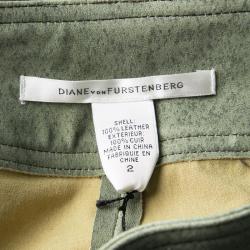 DIANE VON FURSTENBERG
SHELL:
100% LEATHER
EXTERIEUR:
100% CUIR
MADE IN CHINA
FABRIQUE EN
CHINE
2